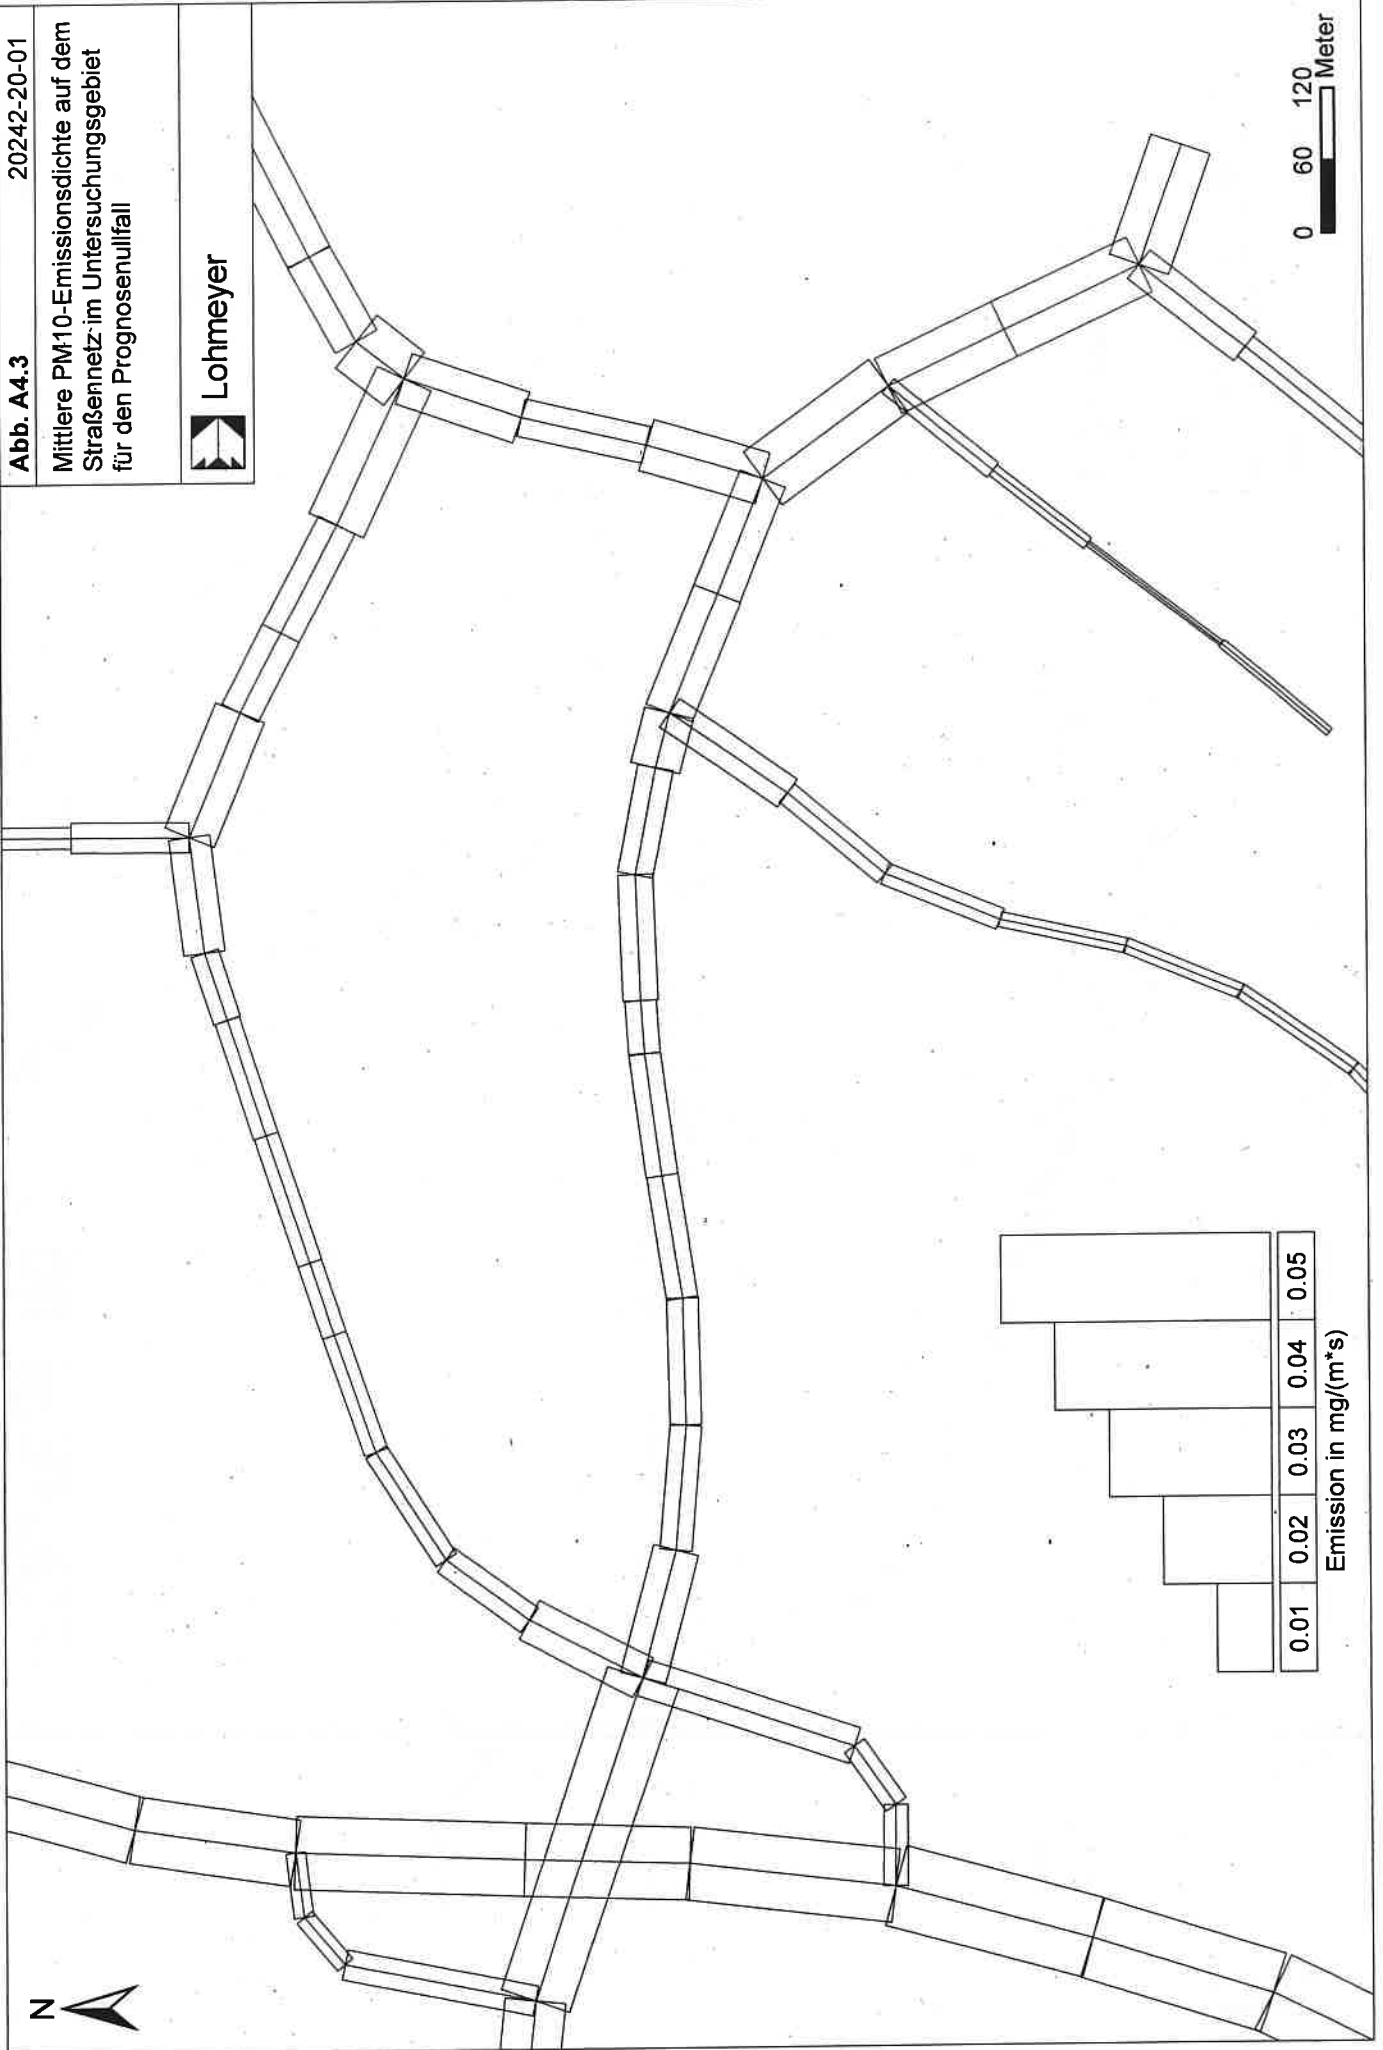 Abb. A4.3 20242-20-01
Mittlere PM10-Emissionsdichte auf dem
Straßennetz im Untersuchungsgebiet
für den Prognosenullfall
Lohmeyer
N
0 60 120
Meter
0.01 0.02 0.03 0.04 0.05
Emission in mg/(m*s)